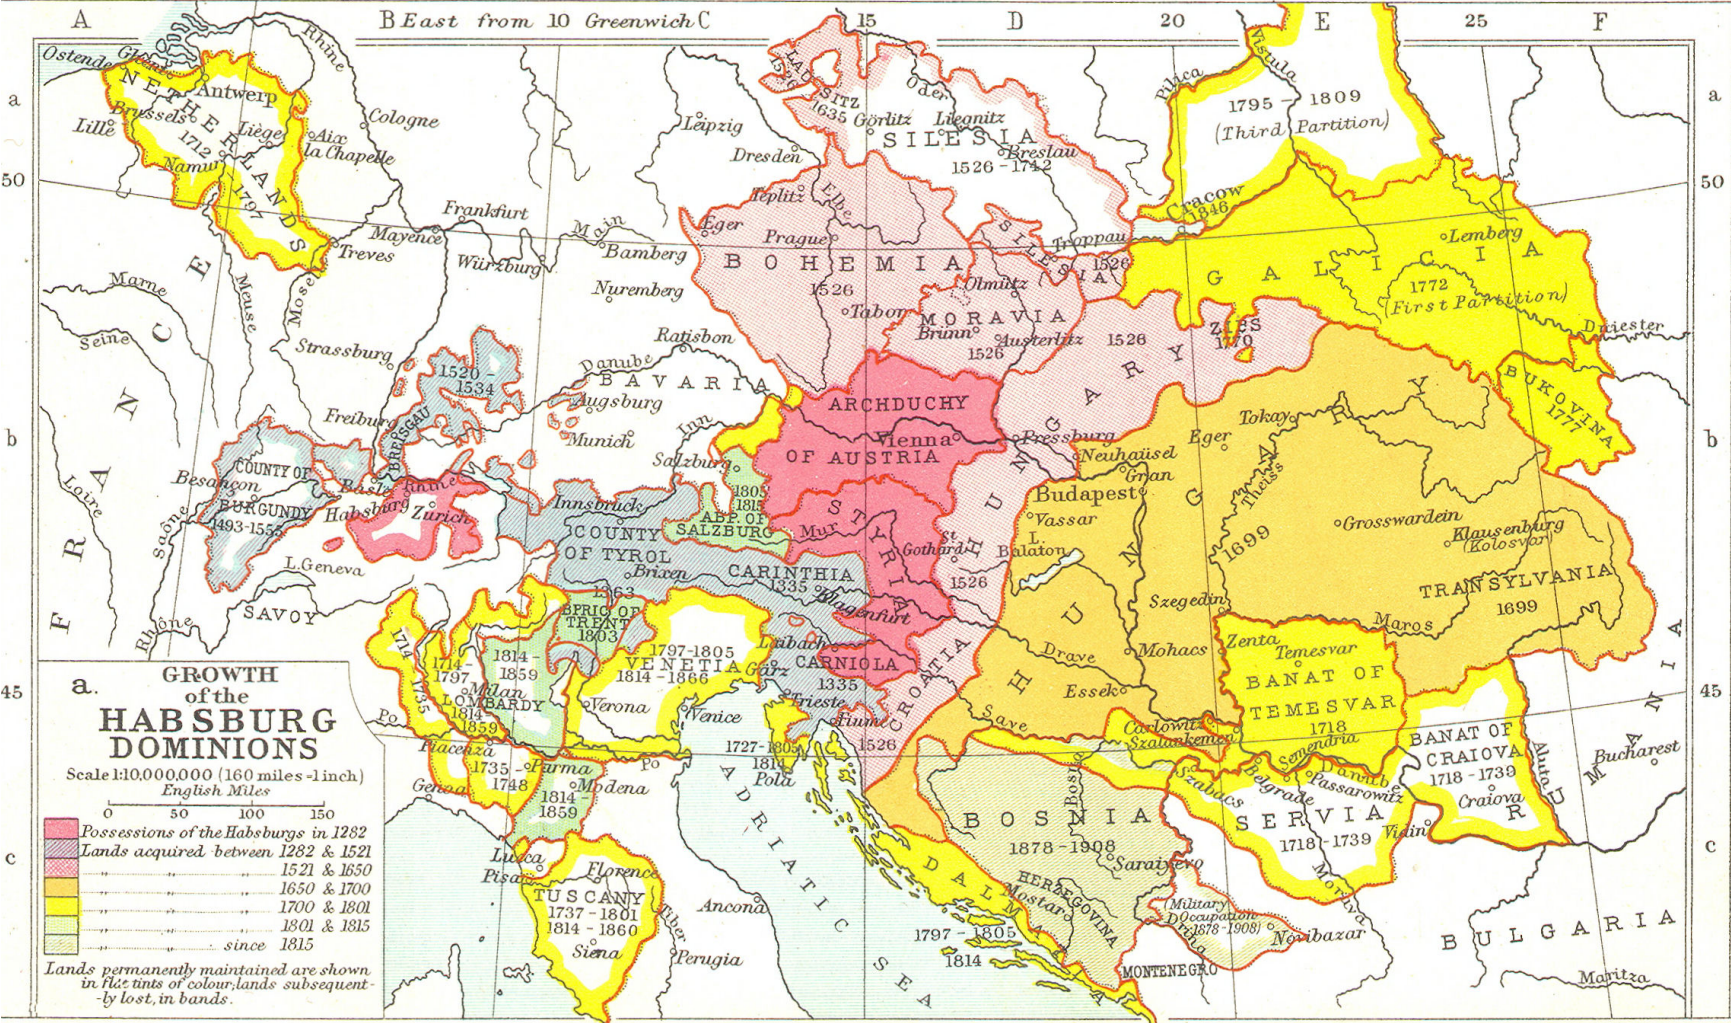 A B East from 10 Greenwich C 15 D 20 E 25 F
a
b
c
50
45
a
50
b
45
c
Ostende
Ghent
Antwerp
Brussels
Lille
Liège
Namur
NETHERLANDS
1712
1797
Aix
la Chapelle
Cologne
Rhine
Treves
Moselle
Meuse
Marne
Seine
Loire
Saône
Rhône
FRANCE
Frankfurt
Mayence
Main
Würzburg
Bamberg
Nuremberg
Ratisbon
Danube
BAVARIA
Augsburg
Munich
Inn
Salzburg
Strassburg
Freiburg
BREISGAU
1520 -
1534
Leipzig
Dresden
LAUSITZ
1526
1635
Görlitz
Oder
Liegnitz
SILESIA
1526 - 1742
Breslau
Teplitz
Elbe
Eger
Prague
BOHEMIA
1526
Tabor
SILESIA
1526
Troppau
Olmütz
MORAVIA
Brünn
Austerlitz
1526
Pilica
Vistula
1795 - 1809
(Third Partition)
Cracow
1846
Lemberg
GALICIA
1772
(First Partition)
Dniester
BUKOVINA
1777
ZIPS
1770
1526
HUNGARY
1526
HUNGARY
ARCHDUCHY
OF AUSTRIA
Vienna
Pressburg
Neuhäusel
Gran
Eger
Tokay
Theiss
Budapest
Vassar
L.
Balaton
St
Gothard
Grosswardein
Klausenburg
(Kolosvar)
1699
TRANSYLVANIA
1699
Szegedin
Maros
Mohacs
Drave
Essek
Save
COUNTY OF
BURGUNDY
1493-1555
Besançon
Basle
Rhine
Habsburg
Zurich
L.Geneva
SAVOY
Innsbruck
COUNTY
OF TYROL
Brixen
1363
1805
1815
ABP. OF
SALZBURG
Mur
STYRIA
CARINTHIA
1335
Klagenfurt
BPRIC OF
TRENT
1803
Laibach
CARNIOLA
1335
Görz
Trieste
Fiume
CROATIA
1526
1797-1805
VENETIA
1814-1866
Verona
Venice
1714
1735
1714-
1797
Milan
LOMBARDY
1814-
1859
1814-
1859
Po
Piacenza
1735 -
1748
Parma
Po
Genoa
Modena
1814 -
1859
1727-1805
1814
Pola
Lucca
Pisa
Florence
TUSCANY
1737-1801
1814-1860
Siena
Tiber
Perugia
Ancona
ADRIATIC SEA
DALMATIA
1797-1805
1814
Zenta
Temesvar
BANAT OF
TEMESVAR
1718
Carlowitz
Szalankemen
Semendria
Szabacs
Belgrade
Passarowitz
Danube
BANAT OF
CRAIOVA
1718 - 1739
Craiova
Aluta
Bucharest
RUMANIA
SERVIA
1718-1739
Vidin
Morava
Bosna
BOSNIA
1878-1908
Saraiyevo
HERZEGOVINA
Mostar
Drina
(Military
Occupation
1878-1908)
Novibazar
MONTENEGRO
BULGARIA
Maritza
a.
GROWTH
of the
HABSBURG
DOMINIONS
Scale 1:10,000,000 (160 miles - 1 inch)
English Miles
0 50 100 150
Possessions of the Habsburgs in 1282
Lands acquired between 1282 & 1521
„ „ 1521 & 1650
„ „ 1650 & 1700
„ „ 1700 & 1801
„ „ 1801 & 1815
„ „ since 1815
Lands permanently maintained are shown
in flat tints of colour; lands subsequent-
-ly lost, in bands.